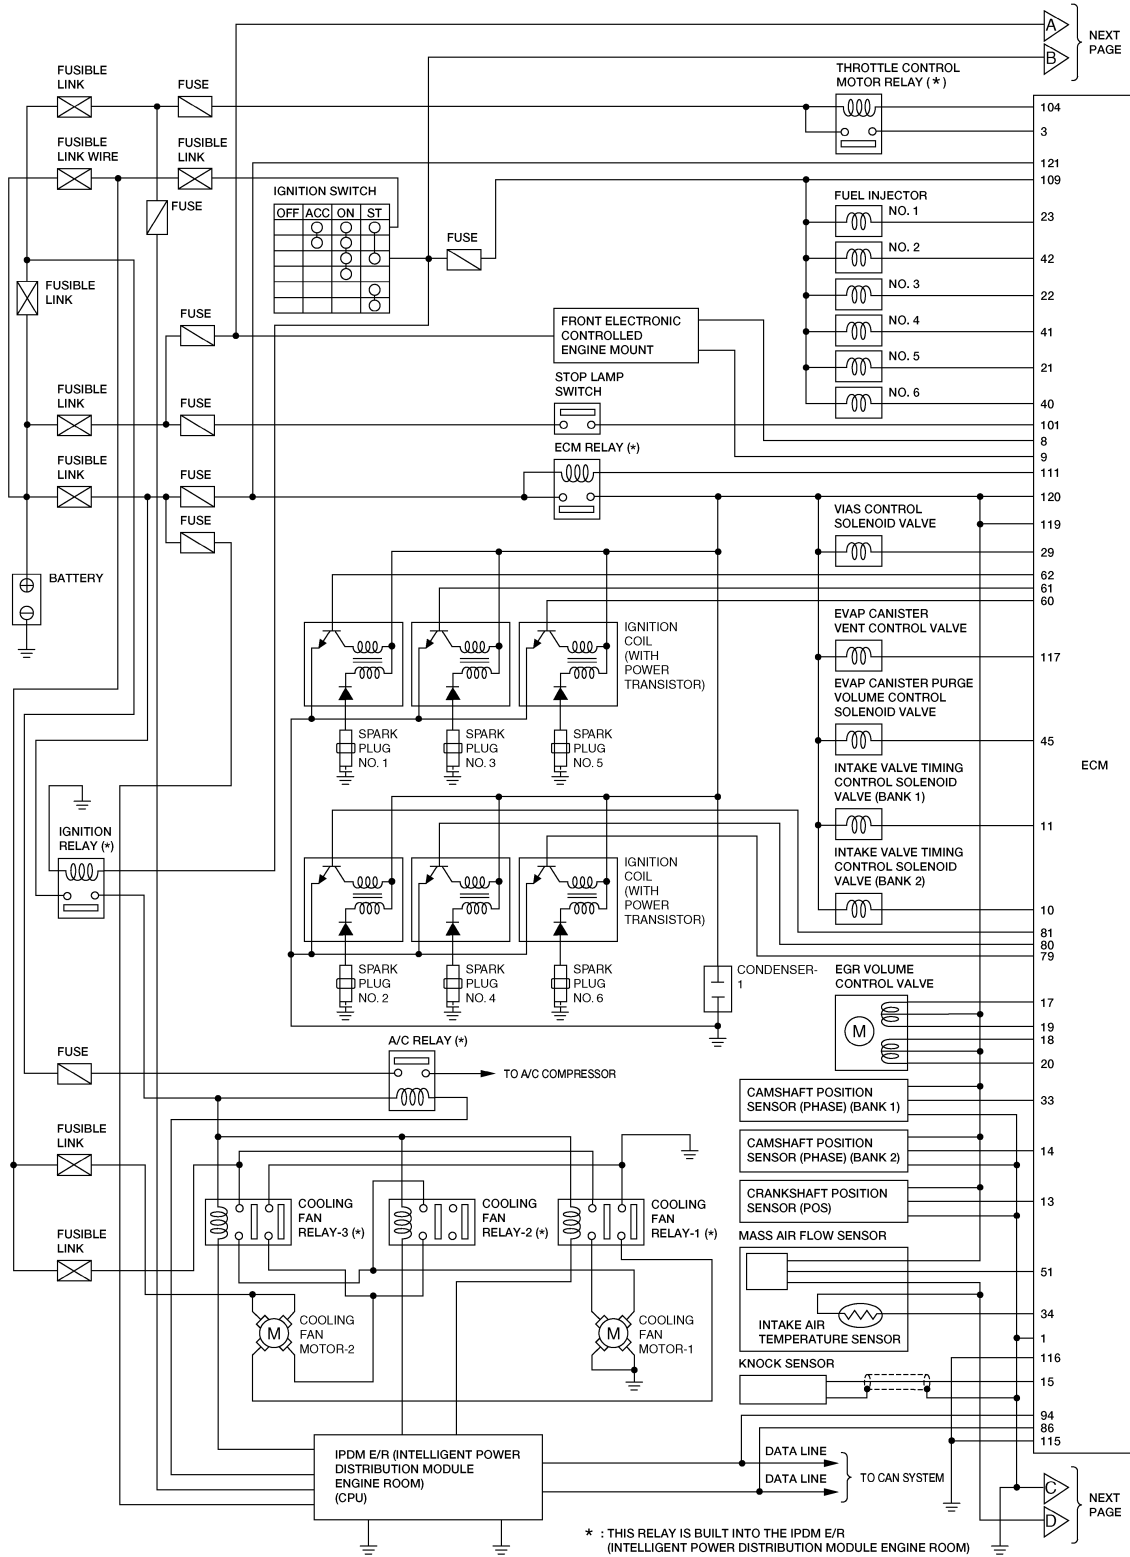 A
B
NEXT
PAGE
FUSIBLE
LINK
FUSE
THROTTLE CONTROL
MOTOR RELAY (*)
104
3
FUSIBLE
LINK WIRE
FUSIBLE
LINK
121
109
FUSE
IGNITION SWITCH
OFF
ACC
ON
ST
FUSE
FUEL INJECTOR
NO. 1
23
NO. 2
42
NO. 3
22
NO. 4
41
NO. 5
21
NO. 6
40
FUSIBLE
LINK
FUSE
FRONT ELECTRONIC
CONTROLLED
ENGINE MOUNT
STOP LAMP
SWITCH
FUSIBLE
LINK
FUSE
101
8
9
ECM RELAY (*)
111
FUSIBLE
LINK
FUSE
120
FUSE
VIAS CONTROL
SOLENOID VALVE
119
29
62
61
60
BATTERY
IGNITION
COIL
(WITH
POWER
TRANSISTOR)
EVAP CANISTER
VENT CONTROL VALVE
117
EVAP CANISTER PURGE
VOLUME CONTROL
SOLENOID VALVE
45
SPARK
PLUG
NO. 1
SPARK
PLUG
NO. 3
SPARK
PLUG
NO. 5
ECM
INTAKE VALVE TIMING
CONTROL SOLENOID
VALVE (BANK 1)
11
IGNITION
RELAY (*)
IGNITION
COIL
(WITH
POWER
TRANSISTOR)
INTAKE VALVE TIMING
CONTROL SOLENOID
VALVE (BANK 2)
10
81
80
79
SPARK
PLUG
NO. 2
SPARK
PLUG
NO. 4
SPARK
PLUG
NO. 6
CONDENSER-
1
EGR VOLUME
CONTROL VALVE
M
17
19
18
20
FUSE
A/C RELAY (*)
TO A/C COMPRESSOR
CAMSHAFT POSITION
SENSOR (PHASE) (BANK 1)
33
FUSIBLE
LINK
CAMSHAFT POSITION
SENSOR (PHASE) (BANK 2)
14
CRANKSHAFT POSITION
SENSOR (POS)
13
COOLING
FAN
RELAY-3 (*)
COOLING
FAN
RELAY-2 (*)
COOLING
FAN
RELAY-1 (*)
FUSIBLE
LINK
MASS AIR FLOW SENSOR
51
34
INTAKE AIR
TEMPERATURE SENSOR
M
COOLING
FAN
MOTOR-2
M
COOLING
FAN
MOTOR-1
1
116
KNOCK SENSOR
15
94
86
115
IPDM E/R (INTELLIGENT POWER
DISTRIBUTION MODULE
ENGINE ROOM)
(CPU)
DATA LINE
DATA LINE
TO CAN SYSTEM
C
D
NEXT
PAGE
* : THIS RELAY IS BUILT INTO THE IPDM E/R
(INTELLIGENT POWER DISTRIBUTION MODULE ENGINE ROOM)